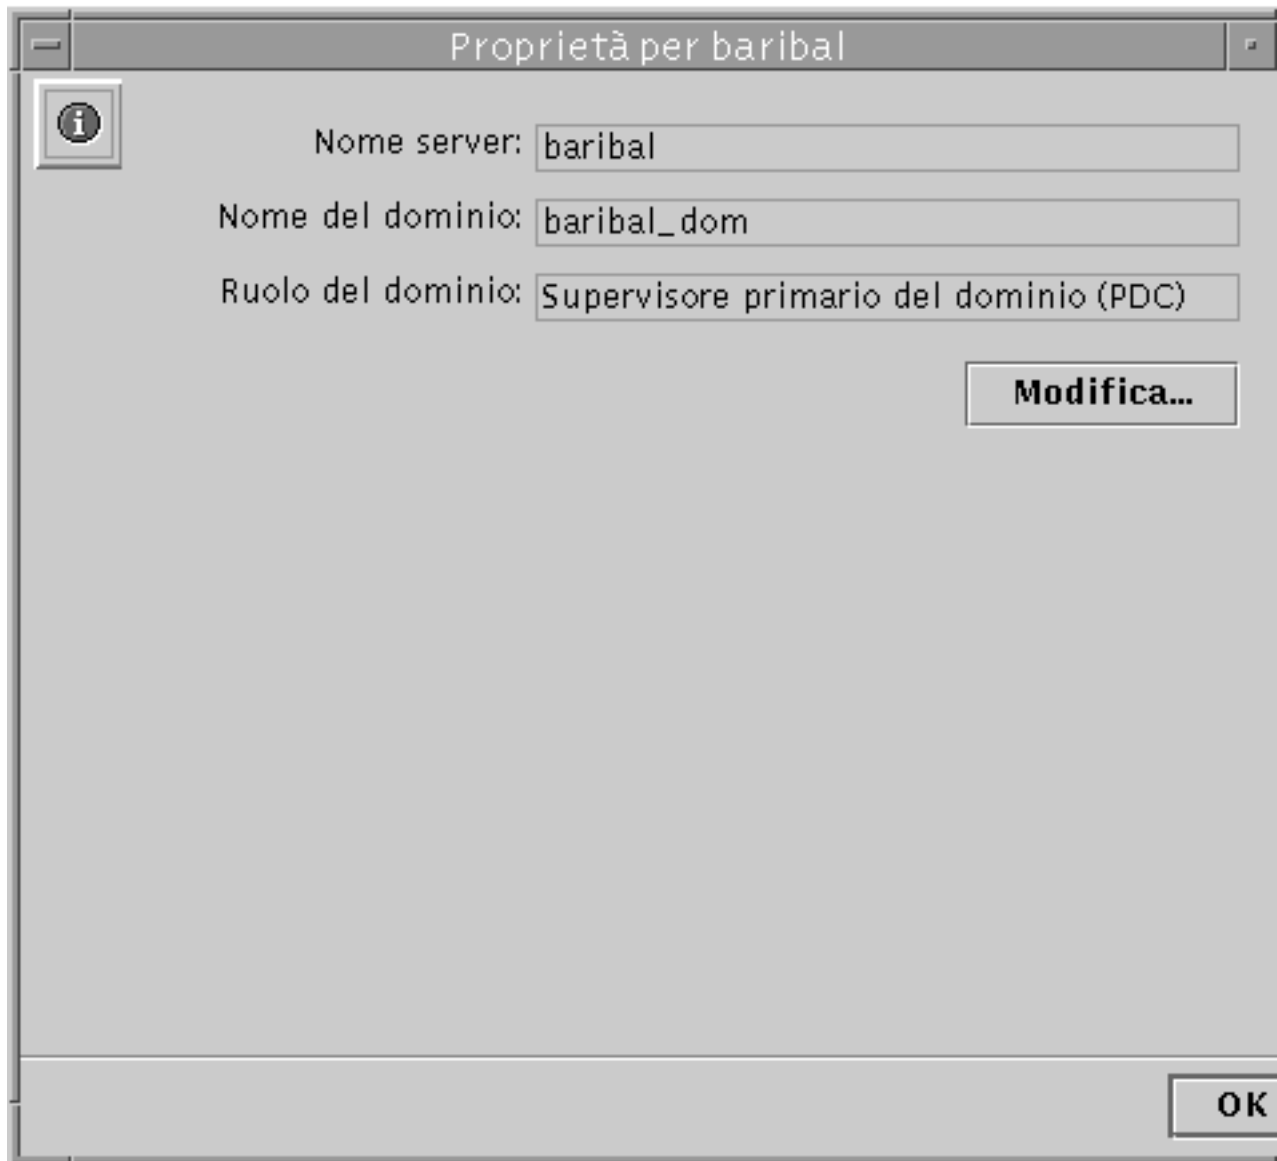 Proprietà per baribal
Nome server: baribal
Nome del dominio: baribal_dom
Ruolo del dominio: Supervisore primario del dominio (PDC)
Modifica...
OK